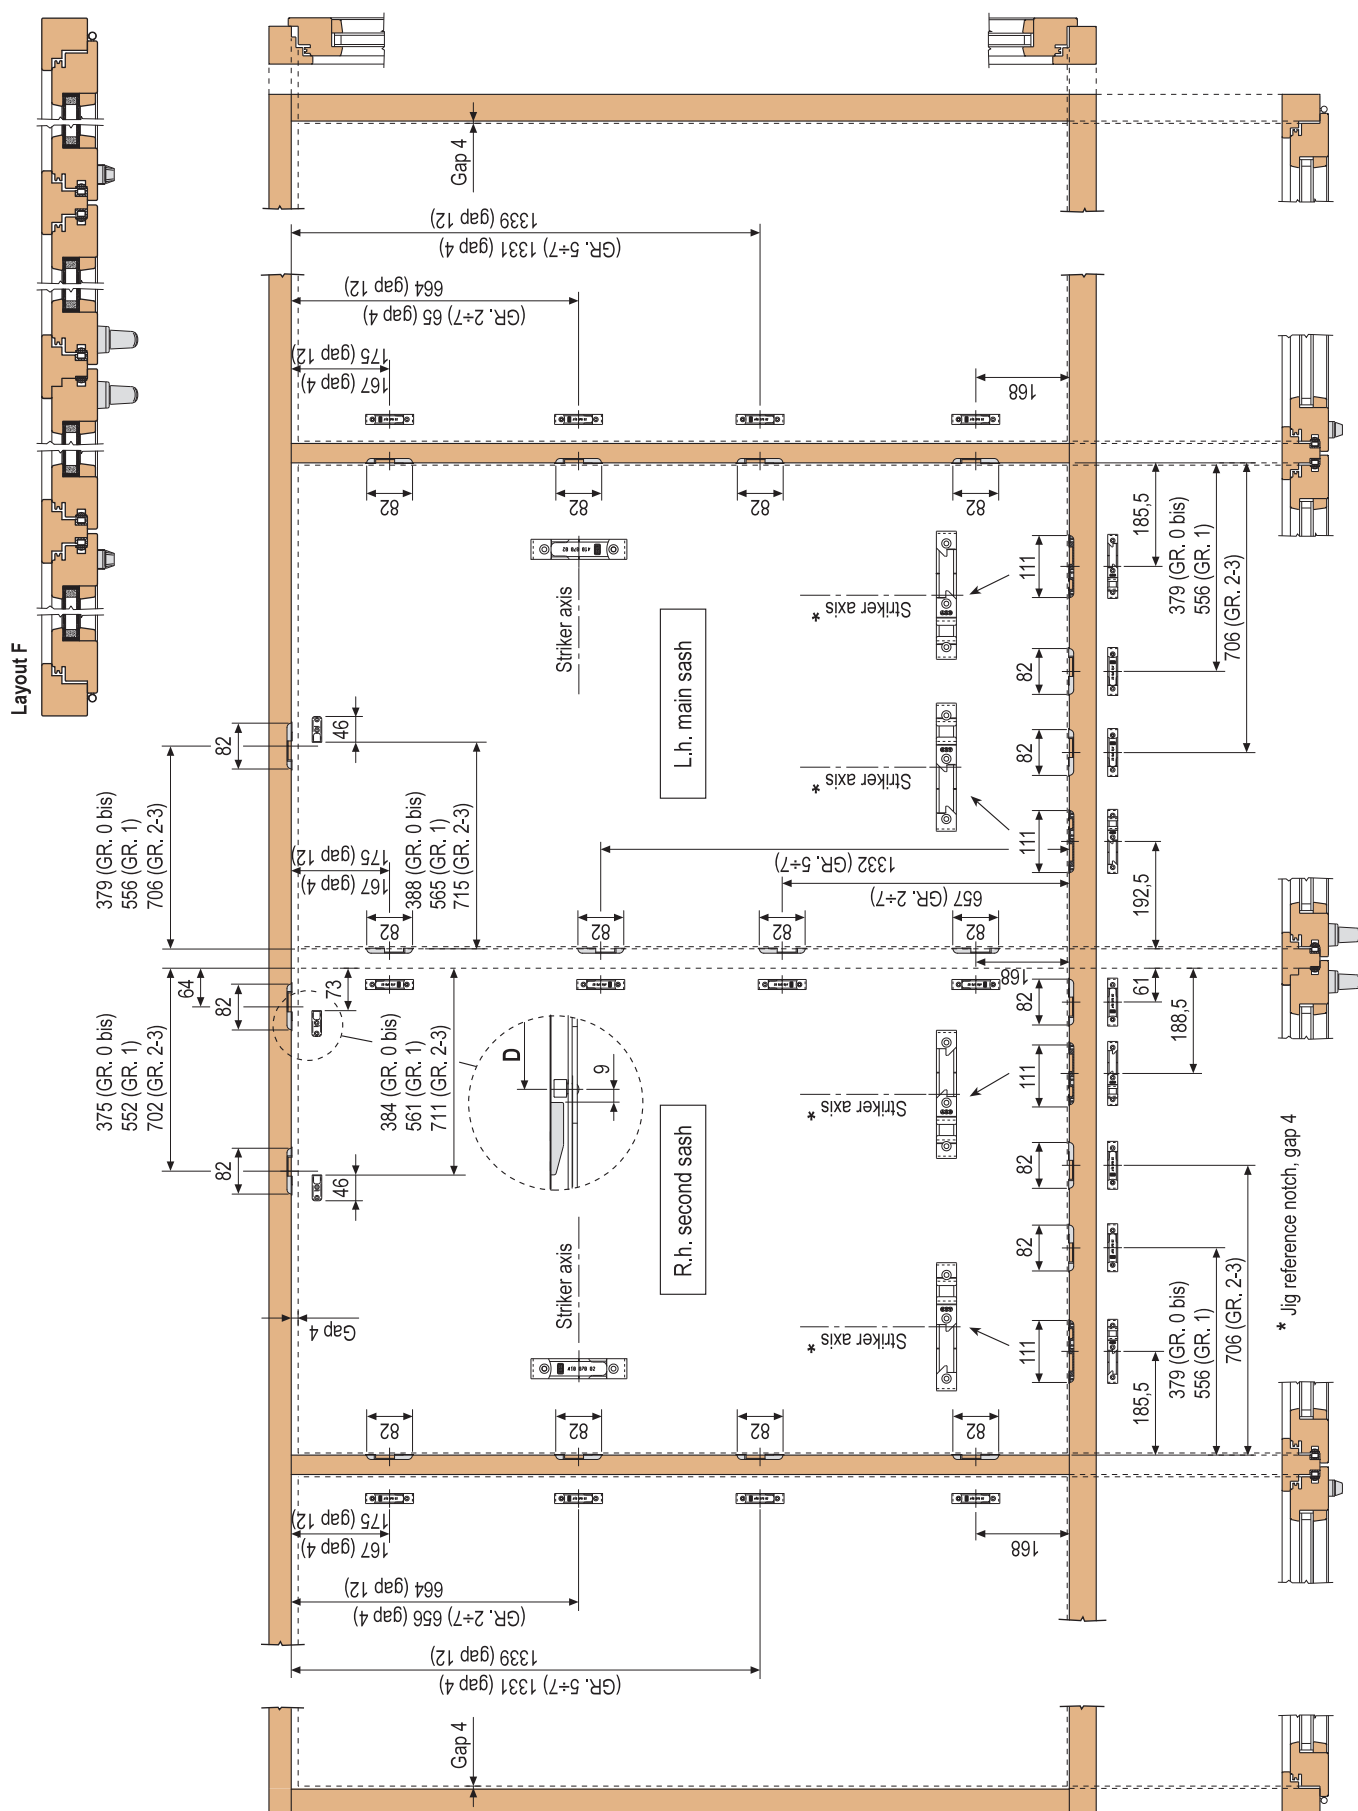 Layout F
Gap 4
(GR. 5÷7) 1331 (gap 4)
1339 (gap 12)
(GR. 2÷7) 65 (gap 4)
664 (gap 12)
167 (gap 4)
175 (gap 12)
168
82
82
82
82
Striker axis
L.h. main sash
* Striker axis
* Striker axis
111
82
82
111
185,5
379 (GR. 0 bis)
556 (GR. 1)
706 (GR. 2-3)
192,5
82
46
379 (GR. 0 bis)
556 (GR. 1)
706 (GR. 2-3)
167 (gap 4)
175 (gap 12)
388 (GR. 0 bis)
565 (GR. 1)
715 (GR. 2-3)
1332 (GR. 5÷7)
657 (GR. 2÷7)
82
82
82
82
168
64
82
73
375 (GR. 0 bis)
552 (GR. 1)
702 (GR. 2-3)
384 (GR. 0 bis)
561 (GR. 1)
711 (GR. 2-3)
82
46
D
9
R.h. second sash
Striker axis
* Striker axis
* Striker axis
82
111
82
82
111
61
188,5
185,5
379 (GR. 0 bis)
556 (GR. 1)
706 (GR. 2-3)
* Jig reference notch, gap 4
Gap 4
82
82
82
82
167 (gap 4)
175 (gap 12)
168
(GR. 2÷7) 656 (gap 4)
664 (gap 12)
(GR. 5÷7) 1331 (gap 4)
1339 (gap 12)
Gap 4